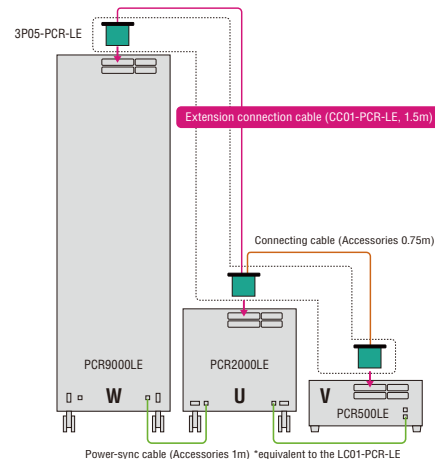 3P05-PCR-LE
Extension connection cable (CC01-PCR-LE, 1.5m)
Connecting cable (Accessories 0.75m)
PCR9000LE
W
PCR2000LE
U
V
PCR500LE
Power-sync cable (Accessories 1m) *equivalent to the LC01-PCR-LE